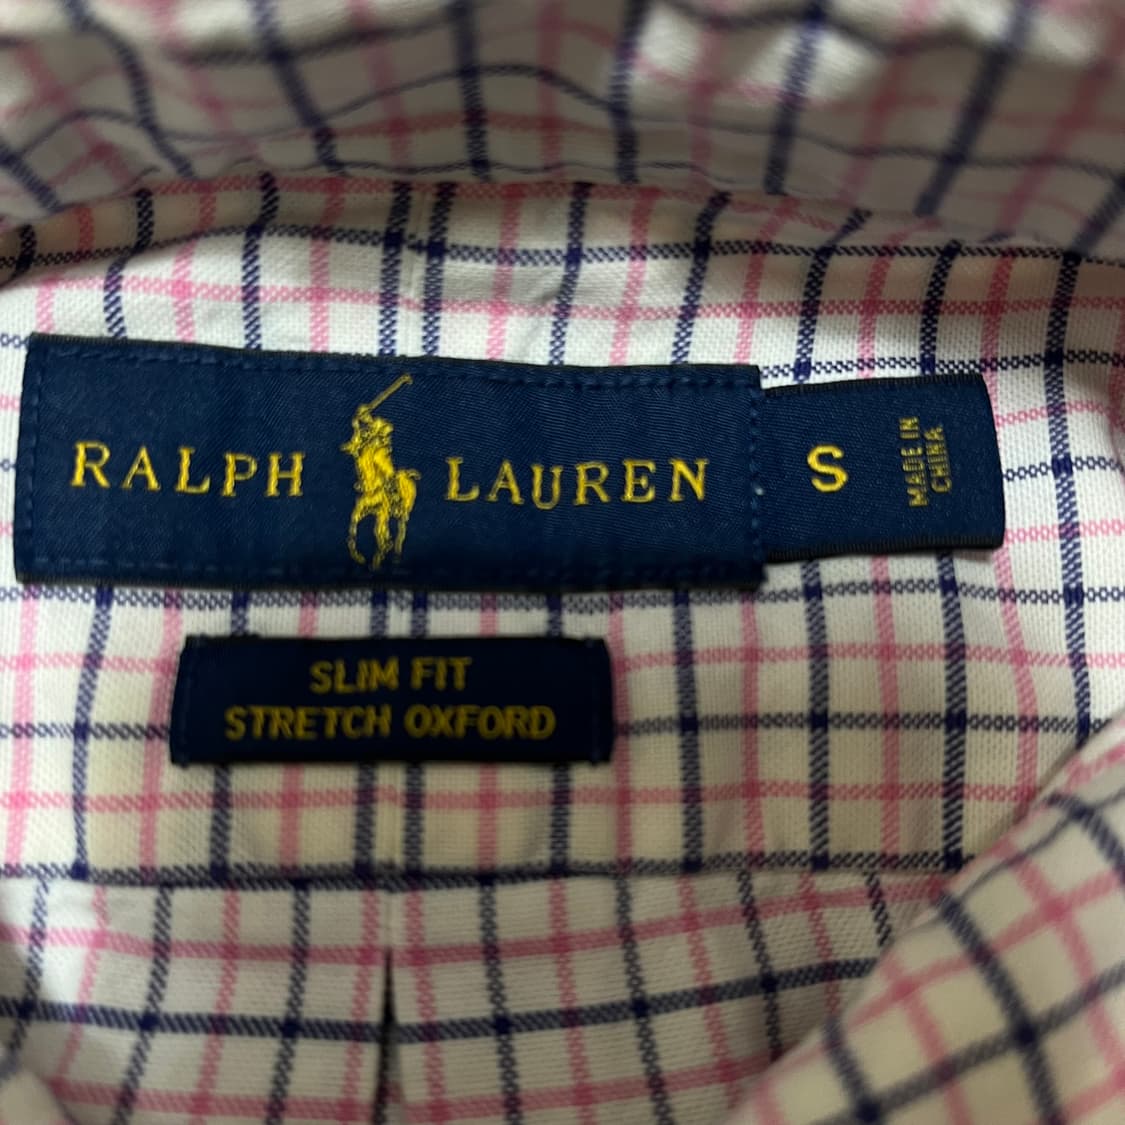 RALPH LAUREN
S
MADE IN
CHINA
SLIM FIT
STRETCH OXFORD